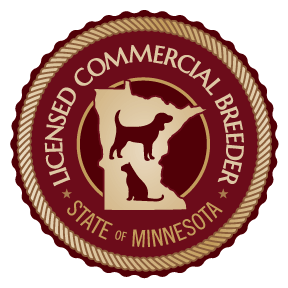 LICENSED COMMERCIAL BREEDER
STATE OF MINNESOTA